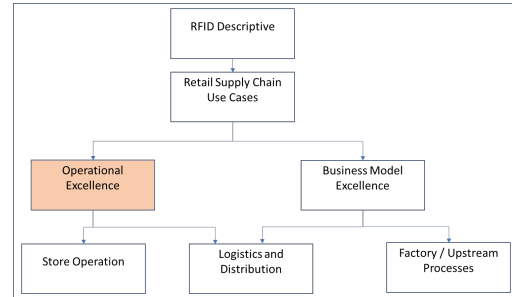 RFID Descriptive
Retail Supply Chain
Use Cases
Operational
Excellence
Business Model
Excellence
Store Operation
Logistics and
Distribution
Factory / Upstream
Processes